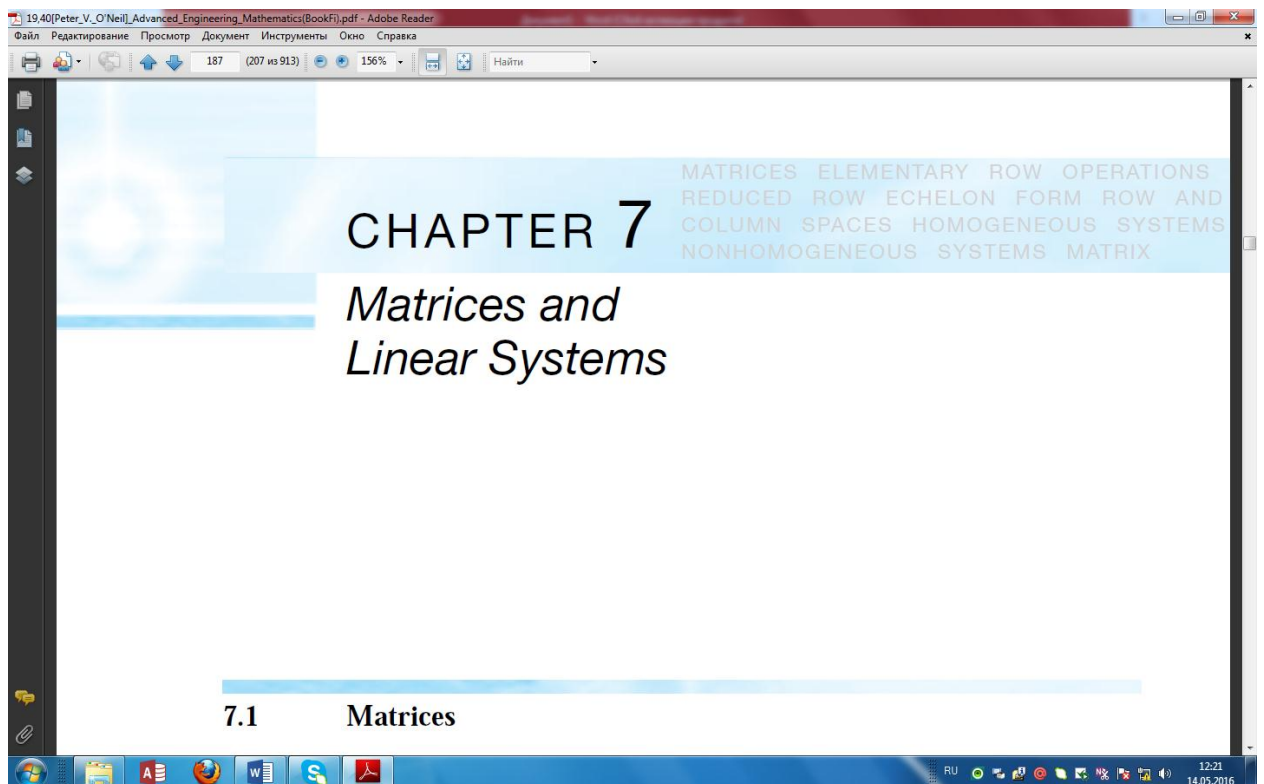 19,40[Peter_V._O'Neil]_Advanced_Engineering_Mathematics(BookFi).pdf - Adobe Reader
Файл Редактирование Просмотр Документ Инструменты Окно Справка
187 (207 из 913) 156% Найти
MATRICES ELEMENTARY ROW OPERATIONS
REDUCED ROW ECHELON FORM ROW AND
COLUMN SPACES HOMOGENEOUS SYSTEMS
NONHOMOGENEOUS SYSTEMS MATRIX
CHAPTER 7
Matrices and
Linear Systems
7.1 Matrices
RU
12:21
14.05.2016